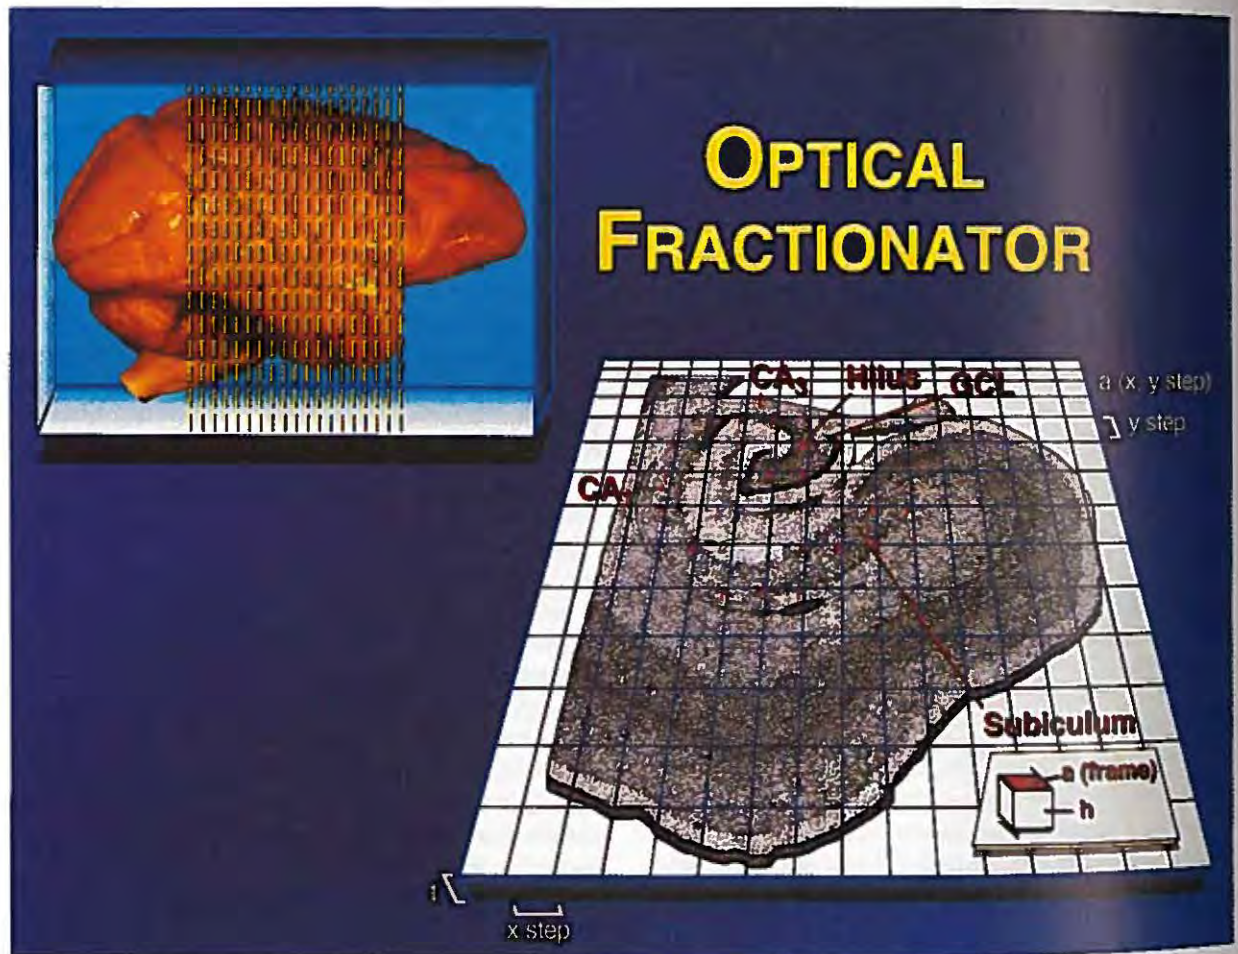 OPTICAL
FRACTIONATOR
CA₃ Hilus GCL
a (x, y step)
y step
CA₁
Subiculum
a (frame)
h
t
x step